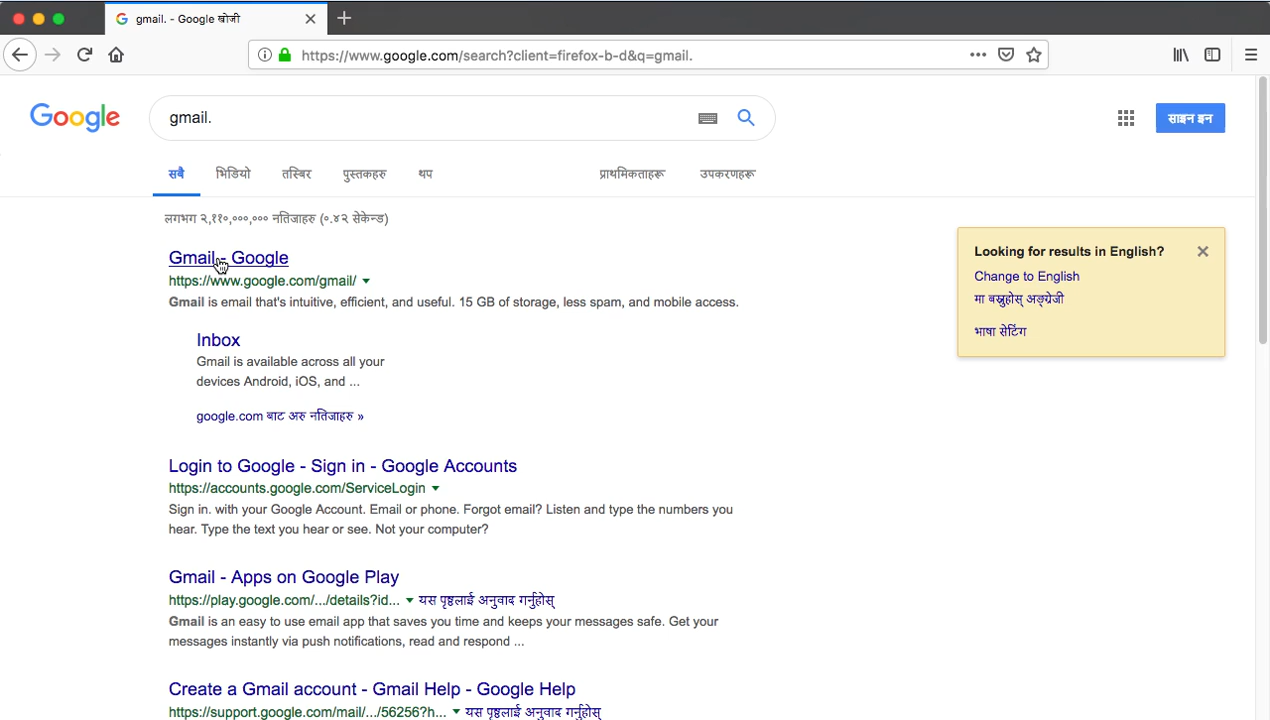 gmail. - Google खोजी
https://www.google.com/search?client=firefox-b-d&q=gmail.
Google
gmail.
साइन इन
सबै
भिडियो
तस्बिर
पुस्तकहरु
थप
प्राथमिकताहरू
उपकरणहरू
लगभग २,११०,०००,००० नतिजाहरु (०.४२ सेकेन्ड)
Gmail - Google
https://www.google.com/gmail/
Gmail is email that's intuitive, efficient, and useful. 15 GB of storage, less spam, and mobile access.
Inbox
Gmail is available across all your
devices Android, iOS, and ...
google.com बाट अरु नतिजाहरु »
Looking for results in English?
Change to English
मा बस्नुहोस् अङ्ग्रेजी
भाषा सेटिंग
Login to Google - Sign in - Google Accounts
https://accounts.google.com/ServiceLogin
Sign in. with your Google Account. Email or phone. Forgot email? Listen and type the numbers you
hear. Type the text you hear or see. Not your computer?
Gmail - Apps on Google Play
https://play.google.com/.../details?id... यस पृष्ठलाई अनुवाद गर्नुहोस्
Gmail is an easy to use email app that saves you time and keeps your messages safe. Get your
messages instantly via push notifications, read and respond ...
Create a Gmail account - Gmail Help - Google Help
https://support.google.com/mail/.../56256?h... यस पृष्ठलाई अनुवाद गर्नुहोस्